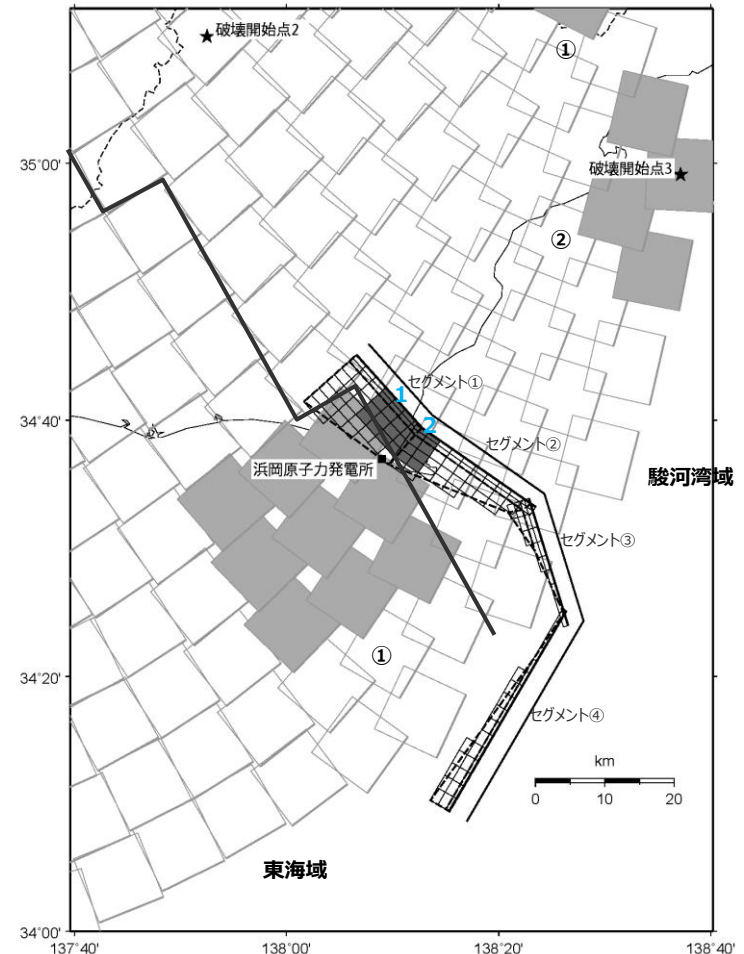 破壊開始点2
①
35°00'
破壊開始点3
②
セグメント①
1
34°40'
2
セグメント②
浜岡原子力発電所
駿河湾域
セグメント③
①
34°20'
セグメント④
km
0 10 20
東海域
34°00'
137°40' 138°00' 138°20' 138°40'